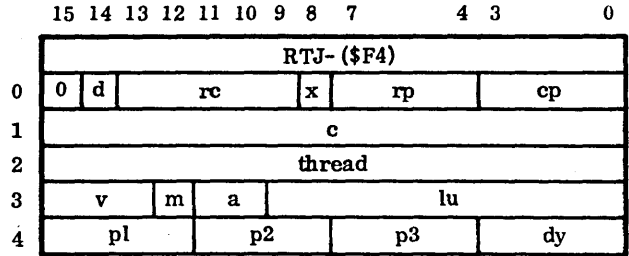 15 14 13 12 11 10 9 8 7 4 3 0
RTJ- ($F4)
0 0 d rc x rp cp
1 c
2 thread
3 v m a lu
4 p1 p2 p3 dy